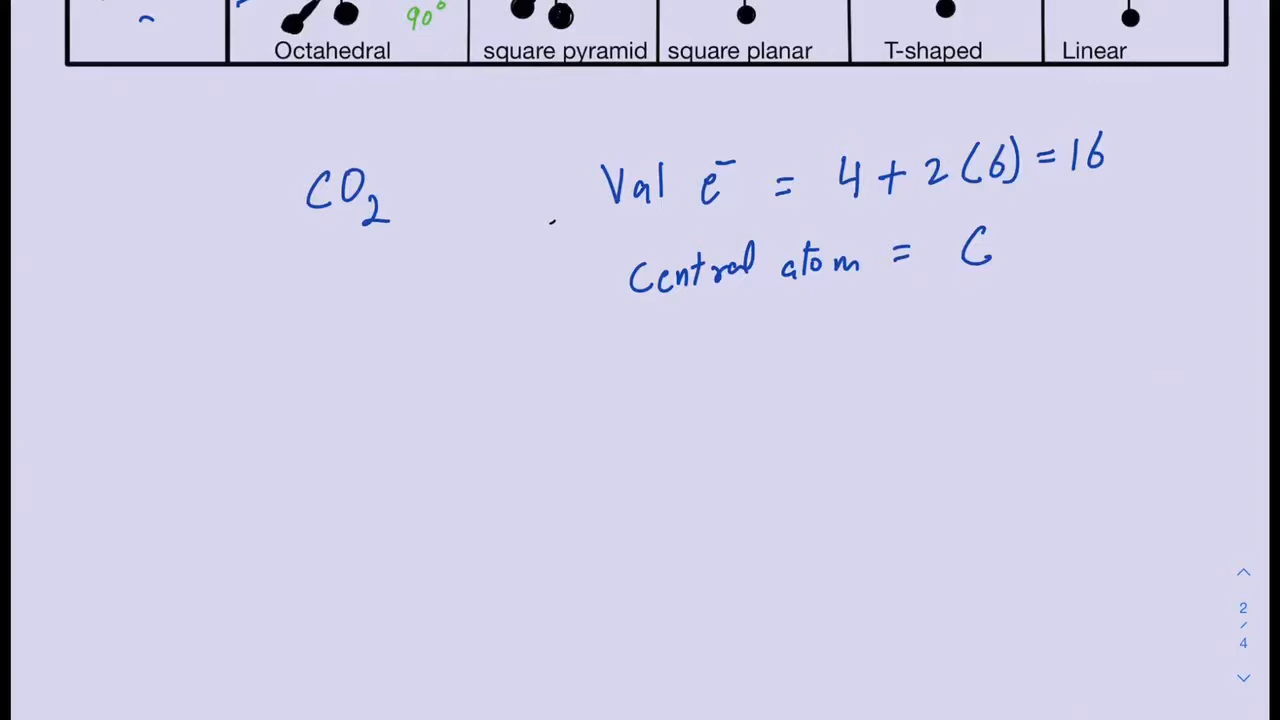 90°
Octahedral square pyramid square planar T-shaped Linear
CO₂ Val e⁻ = 4 + 2 (6) = 16
Central atom = C
2
/
4